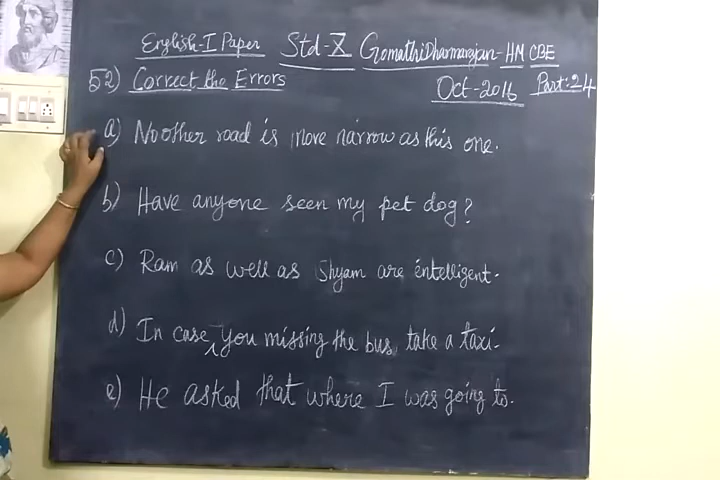 English-I Paper Std-X Gomathi Dharmarajan-HM CBE
52) Correct the Errors Oct-2016 Part:24
a) No other road is more narrow as this one.
b) Have anyone seen my pet dog?
c) Ram as well as Shyam are intelligent.
d) In case, you missing the bus, take a taxi.
e) He asked that where I was going to.